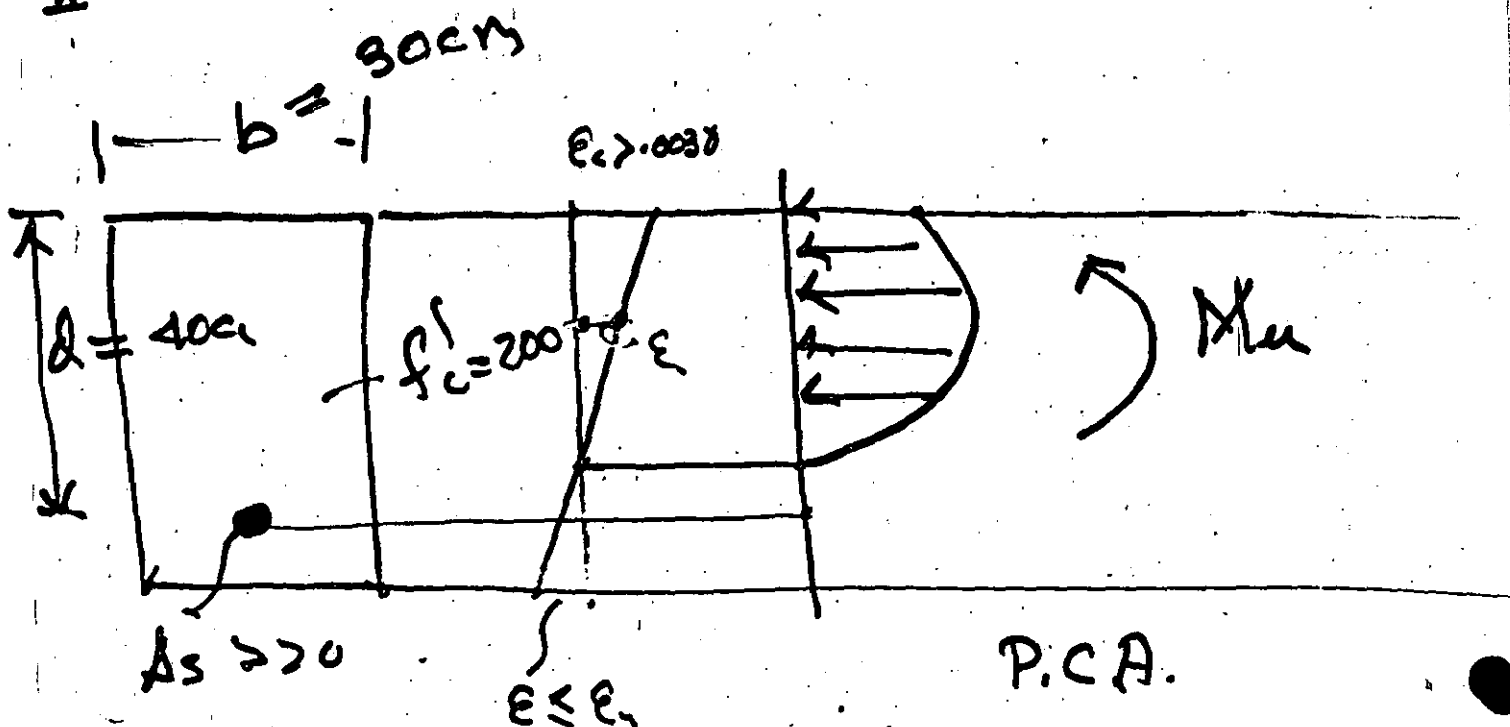 b = 30cm
εc > .0038
d = 40cm
f'c = 200
ε
Mu
As >> 0
ε ≤ εy
P.C.A.